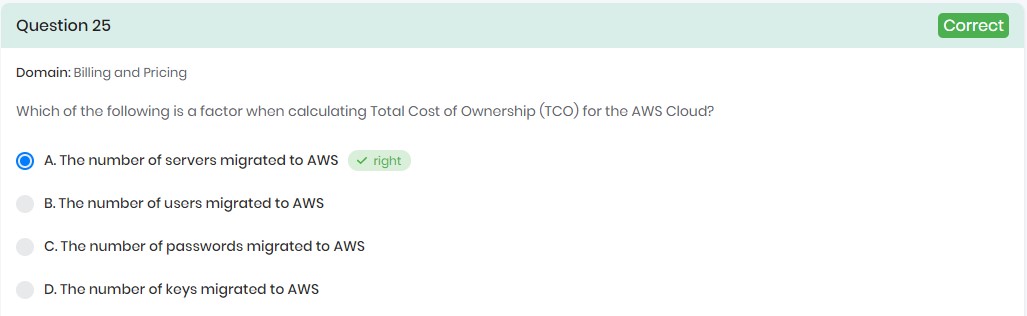 Question 25 Correct
Domain: Billing and Pricing
Which of the following is a factor when calculating Total Cost of Ownership (TCO) for the AWS Cloud?
A. The number of servers migrated to AWS right
B. The number of users migrated to AWS
C. The number of passwords migrated to AWS
D. The number of keys migrated to AWS